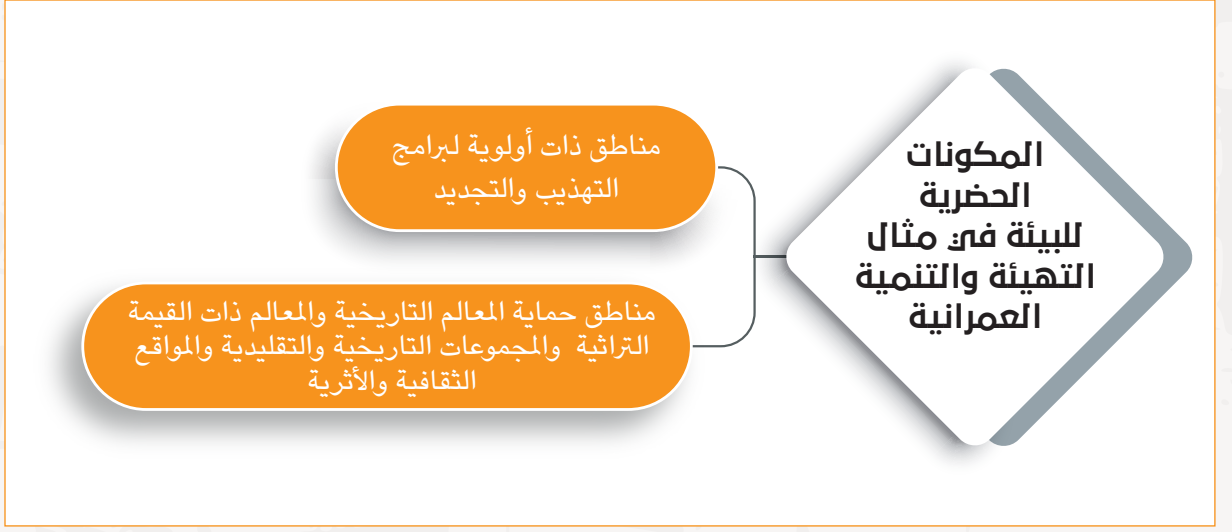 المكونات
الحضرية
للبيئة في مثال
التهيئة والتنمية
العمرانية
مناطق ذات أولوية لبرامج
التهذيب والتجديد
مناطق حماية المعالم التاريخية والمعالم ذات القيمة
التراثية والمجموعات التاريخية والتقليدية والمواقع
الثقافية والأثرية